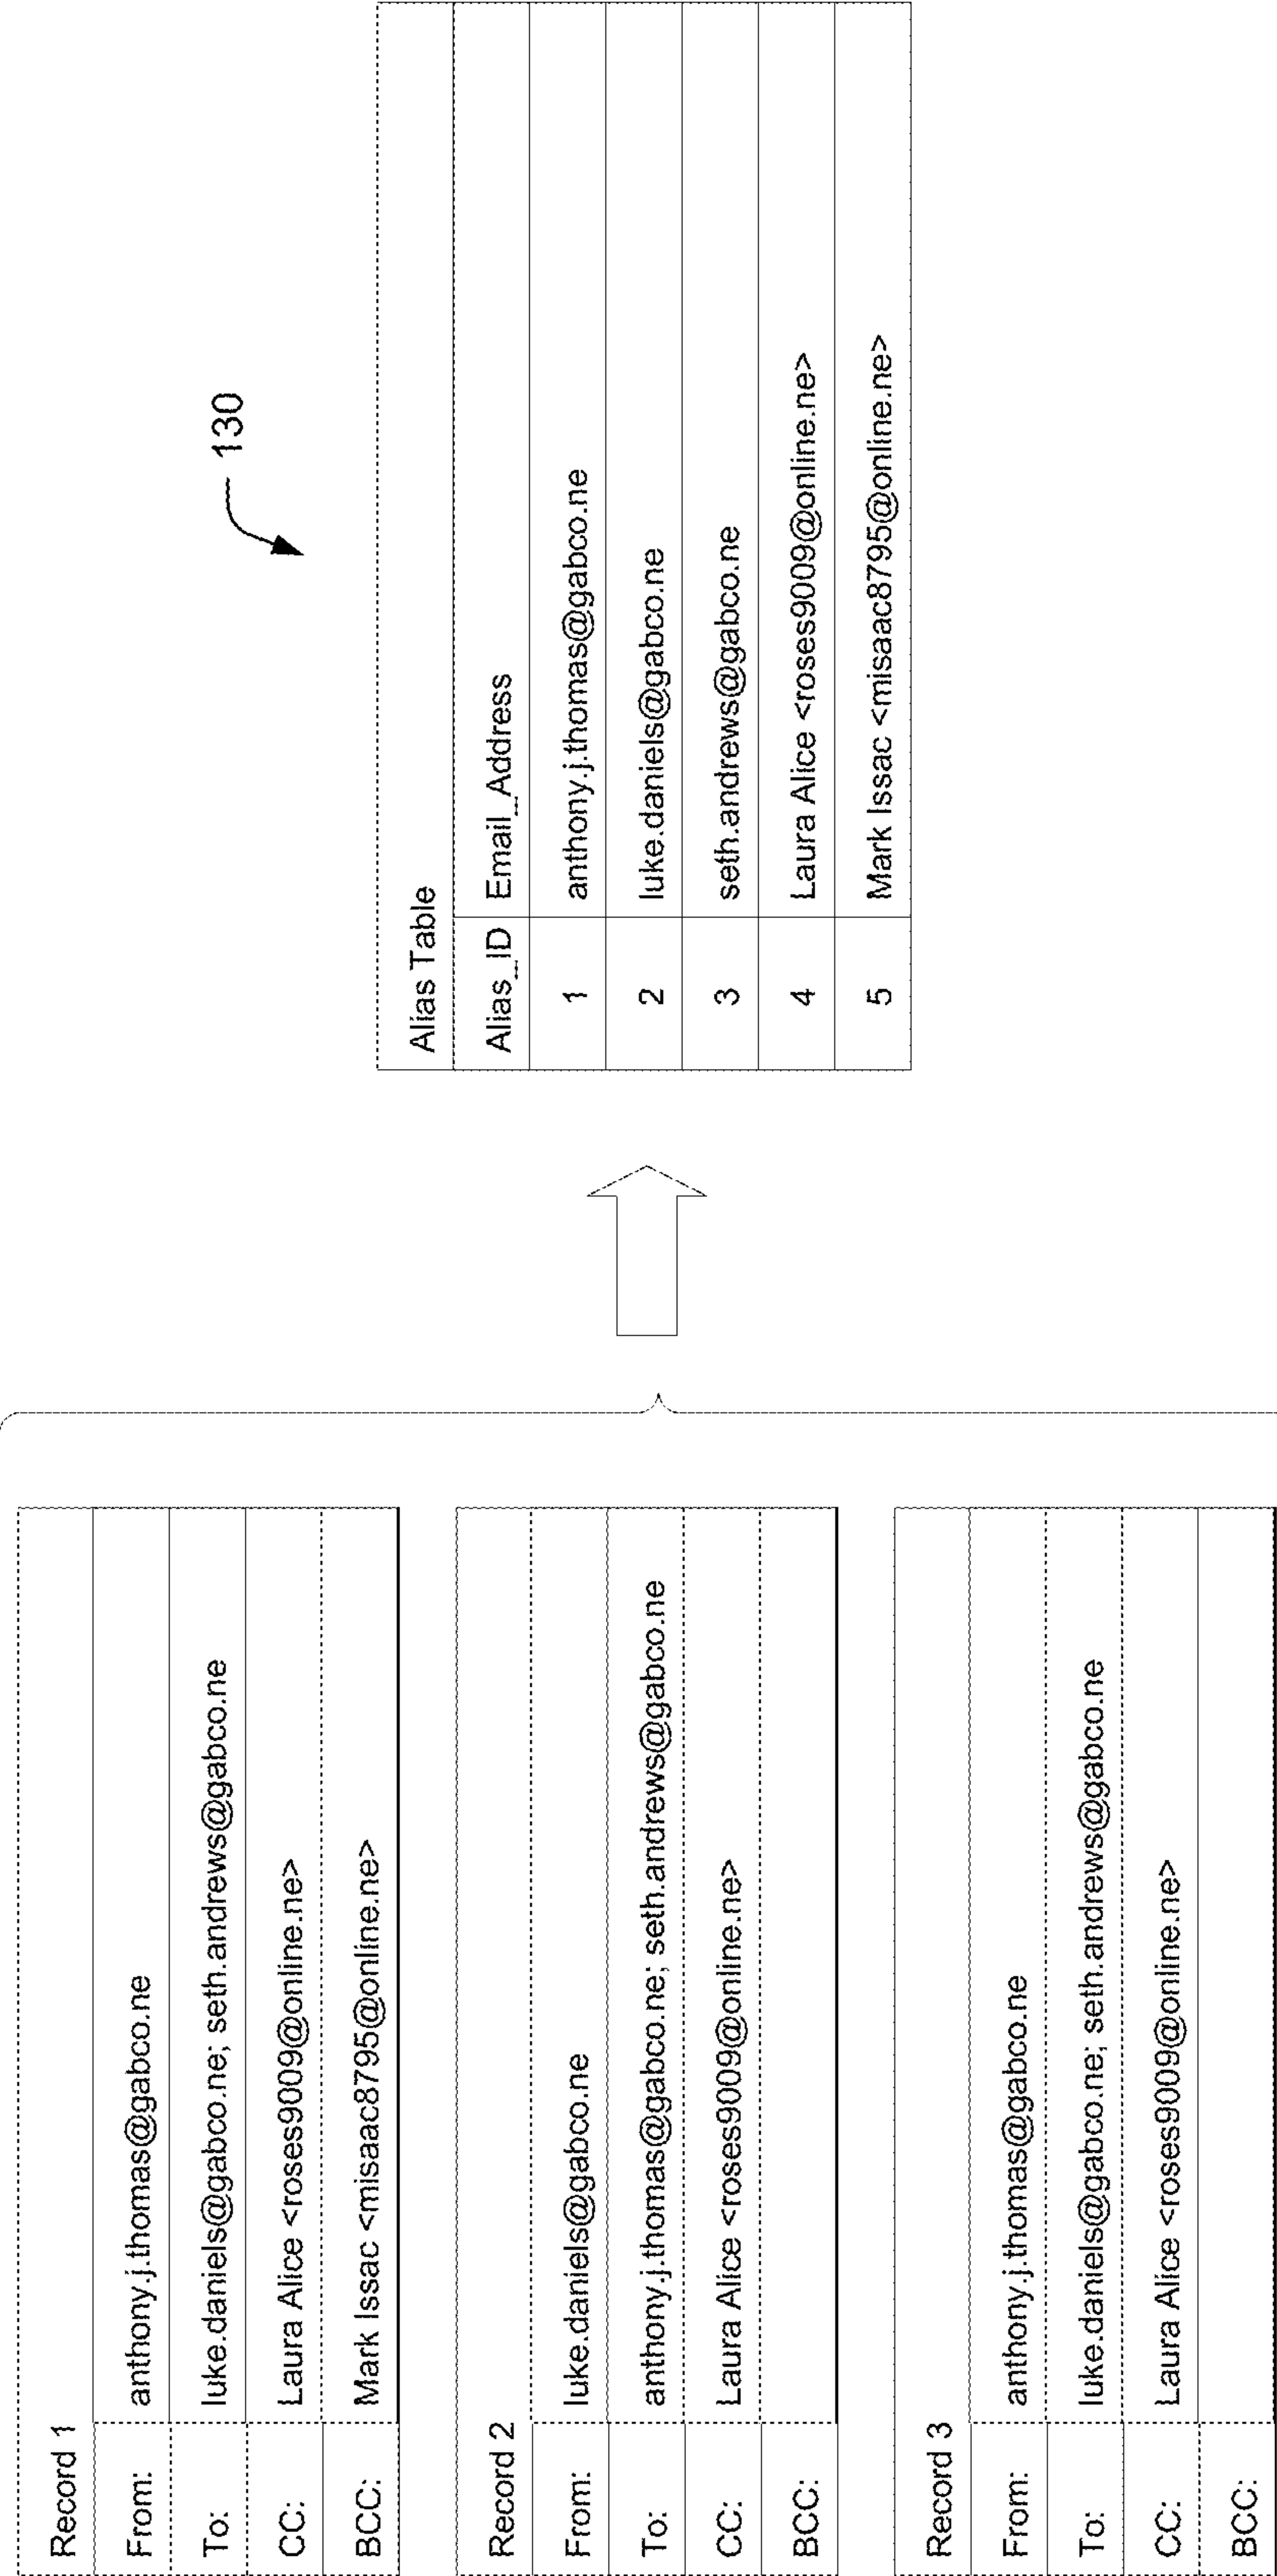 Record 1
From: anthony.j.thomas@gabco.ne
To: luke.daniels@gabco.ne; seth.andrews@gabco.ne
CC: Laura Alice <roses9009@online.ne>
BCC: Mark Issac <misaac8795@online.ne>
Record 2
From: luke.daniels@gabco.ne
To: anthony.j.thomas@gabco.ne; seth.andrews@gabco.ne
CC: Laura Alice <roses9009@online.ne>
BCC:
Record 3
From: anthony.j.thomas@gabco.ne
To: luke.daniels@gabco.ne; seth.andrews@gabco.ne
CC: Laura Alice <roses9009@online.ne>
BCC:
130
Alias Table
Alias_ID Email_Address
1 anthony.j.thomas@gabco.ne
2 luke.daniels@gabco.ne
3 seth.andrews@gabco.ne
4 Laura Alice <roses9009@online.ne>
5 Mark Issac <misaac8795@online.ne>